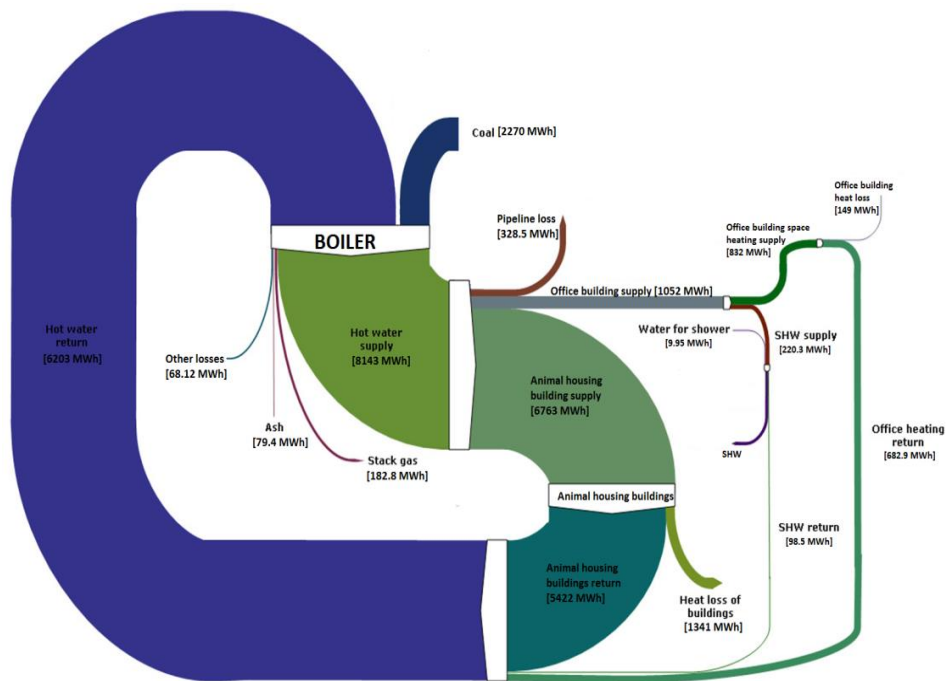 Coal [2270 MWh]
Office building
heat loss
[149 MWh]
Pipeline loss
[328.5 MWh]
Office building space
heating supply
[832 MWh]
BOILER
Office building supply [1052 MWh]
Hot water
return
[6203 MWh]
Hot water
supply
[8143 MWh]
Water for shower
[9.95 MWh]
SHW supply
[220.3 MWh]
Other losses
[68.12 MWh]
Animal housing
building supply
[6763 MWh]
Ash
[79.4 MWh]
Stack gas
[182.8 MWh]
SHW
Office heating
return
[682.9 MWh]
Animal housing buildings
SHW return
[98.5 MWh]
Animal housing
buildings return
[5422 MWh]
Heat loss of
buildings
[1341 MWh]